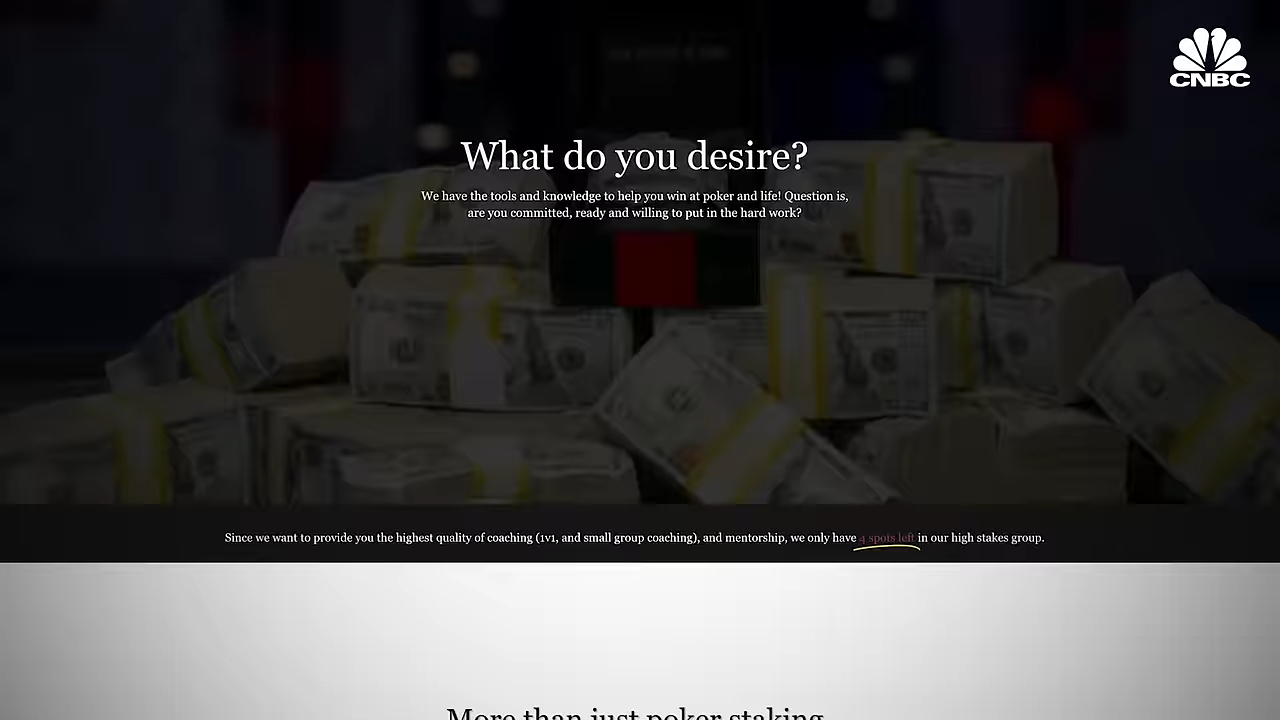 CNBC
What do you desire?
We have the tools and knowledge to help you win at poker and life! Question is,
are you committed, ready and willing to put in the hard work?
Since we want to provide you the highest quality of coaching (1v1, and small group coaching), and mentorship, we only have 4 spots left in our high stakes group.
More than just poker staking